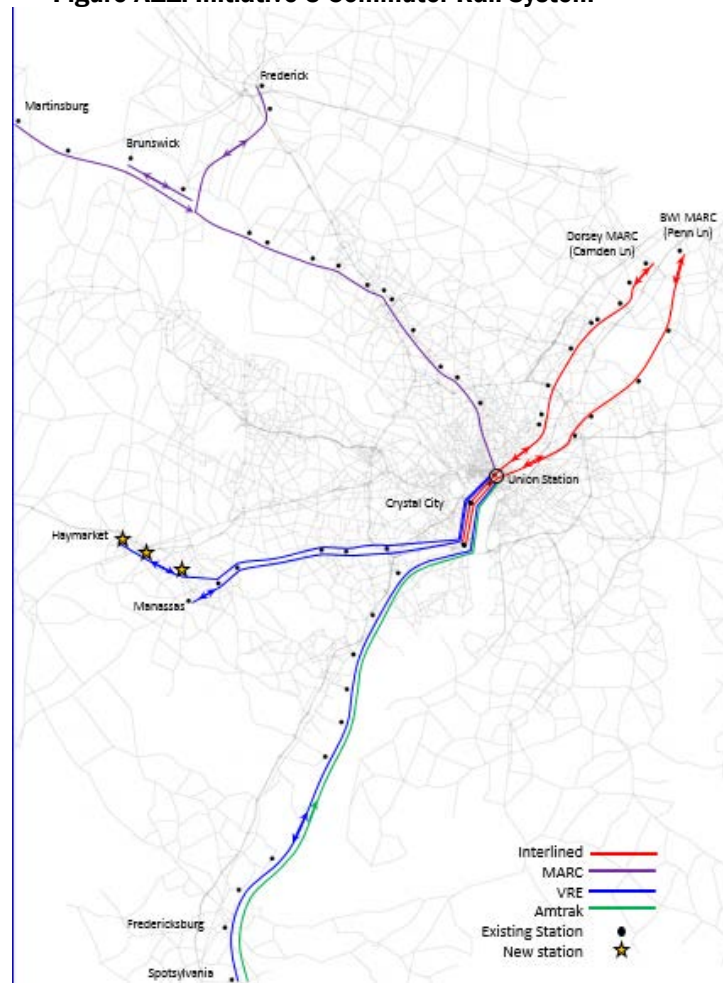 Figure A22. Initiative 8 Commuter Rail System
Frederick
Martinsburg
Brunswick
BWI MARC
(Penn Ln)
Dorsey MARC
(Camden Ln)
Union Station
Crystal City
Haymarket
Manassas
Interlined
MARC
VRE
Amtrak
Existing Station
New station
Fredericksburg
Spotsylvania